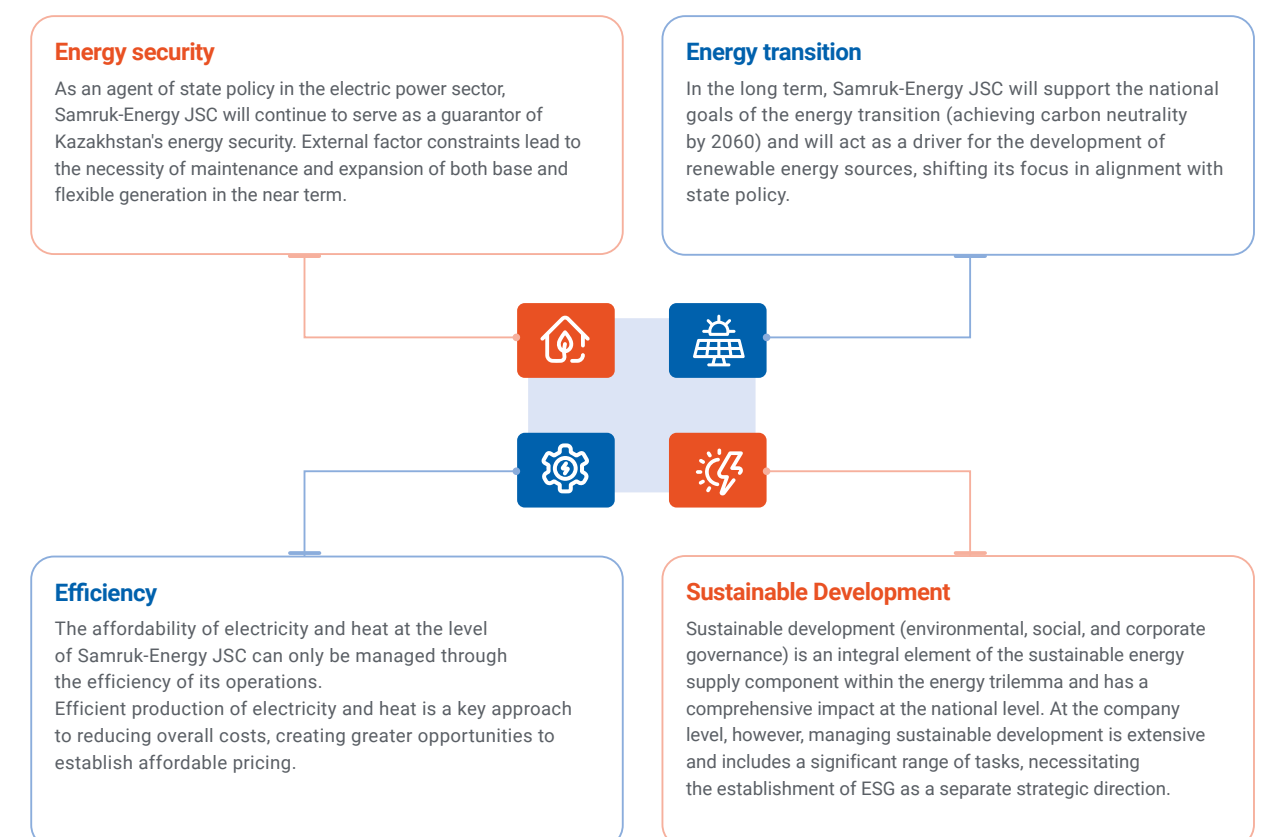 Energy security
As an agent of state policy in the electric power sector,
Samruk-Energy JSC will continue to serve as a guarantor of
Kazakhstan's energy security. External factor constraints lead to
the necessity of maintenance and expansion of both base and
flexible generation in the near term.
Energy transition
In the long term, Samruk-Energy JSC will support the national
goals of the energy transition (achieving carbon neutrality
by 2060) and will act as a driver for the development of
renewable energy sources, shifting its focus in alignment with
state policy.
Efficiency
The affordability of electricity and heat at the level
of Samruk-Energy JSC can only be managed through
the efficiency of its operations.
Efficient production of electricity and heat is a key approach
to reducing overall costs, creating greater opportunities to
establish affordable pricing.
Sustainable Development
Sustainable development (environmental, social, and corporate
governance) is an integral element of the sustainable energy
supply component within the energy trilemma and has a
comprehensive impact at the national level. At the company
level, however, managing sustainable development is extensive
and includes a significant range of tasks, necessitating
the establishment of ESG as a separate strategic direction.